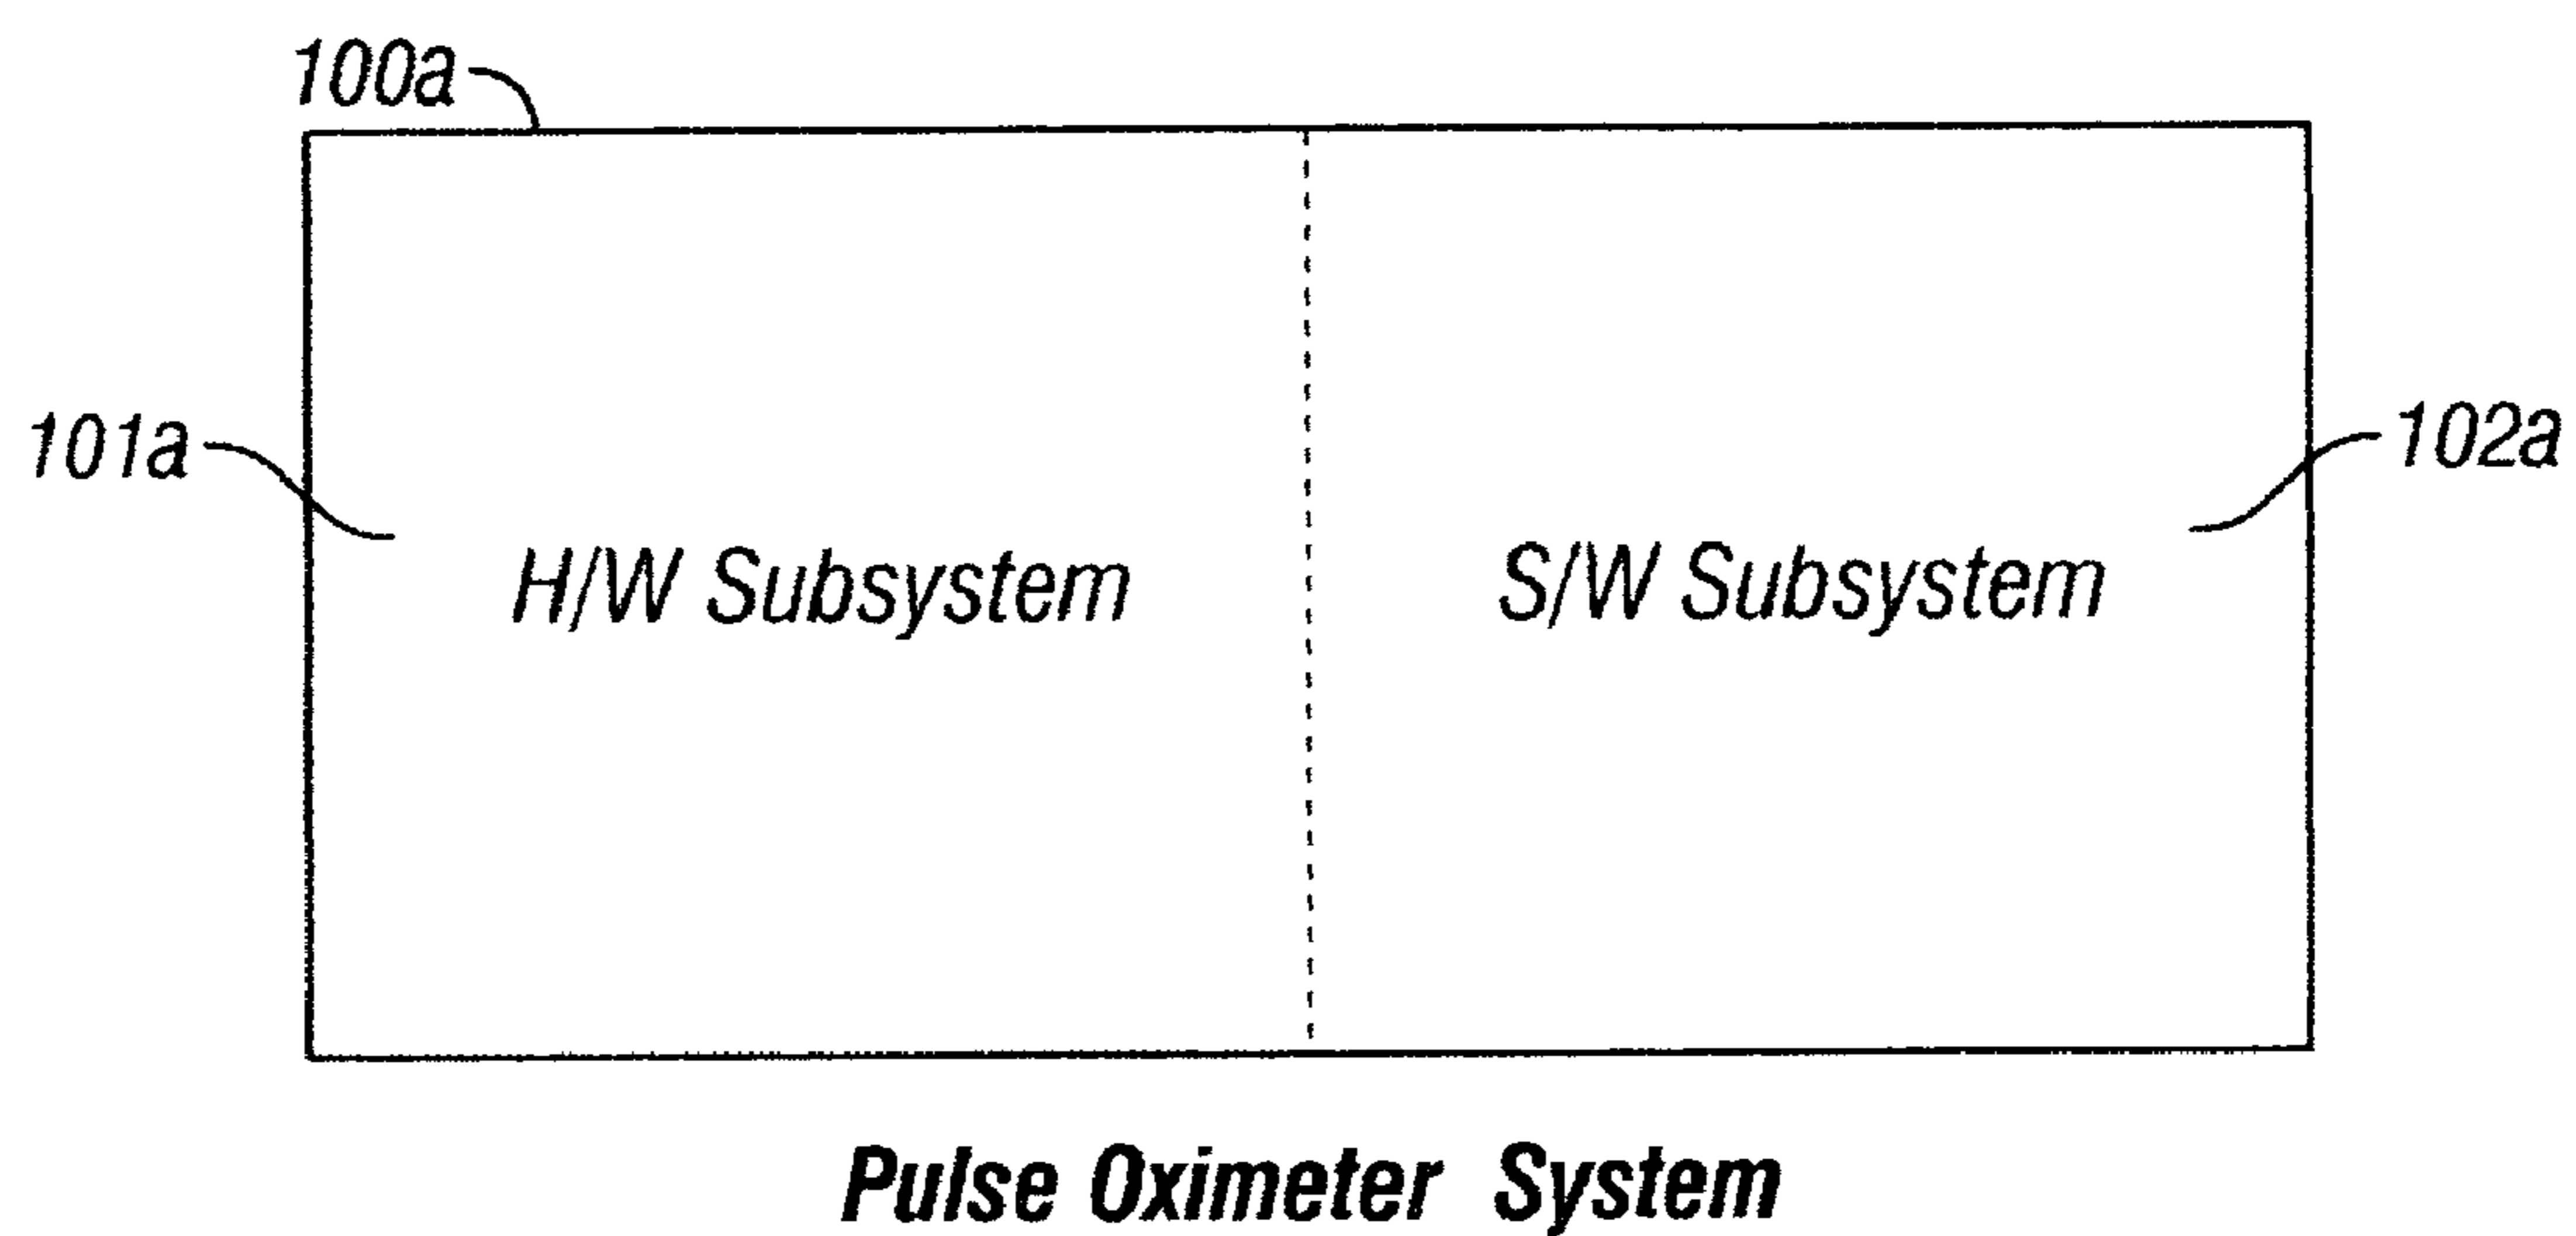 100a
101a
102a
H/W Subsystem
S/W Subsystem
Pulse Oximeter System